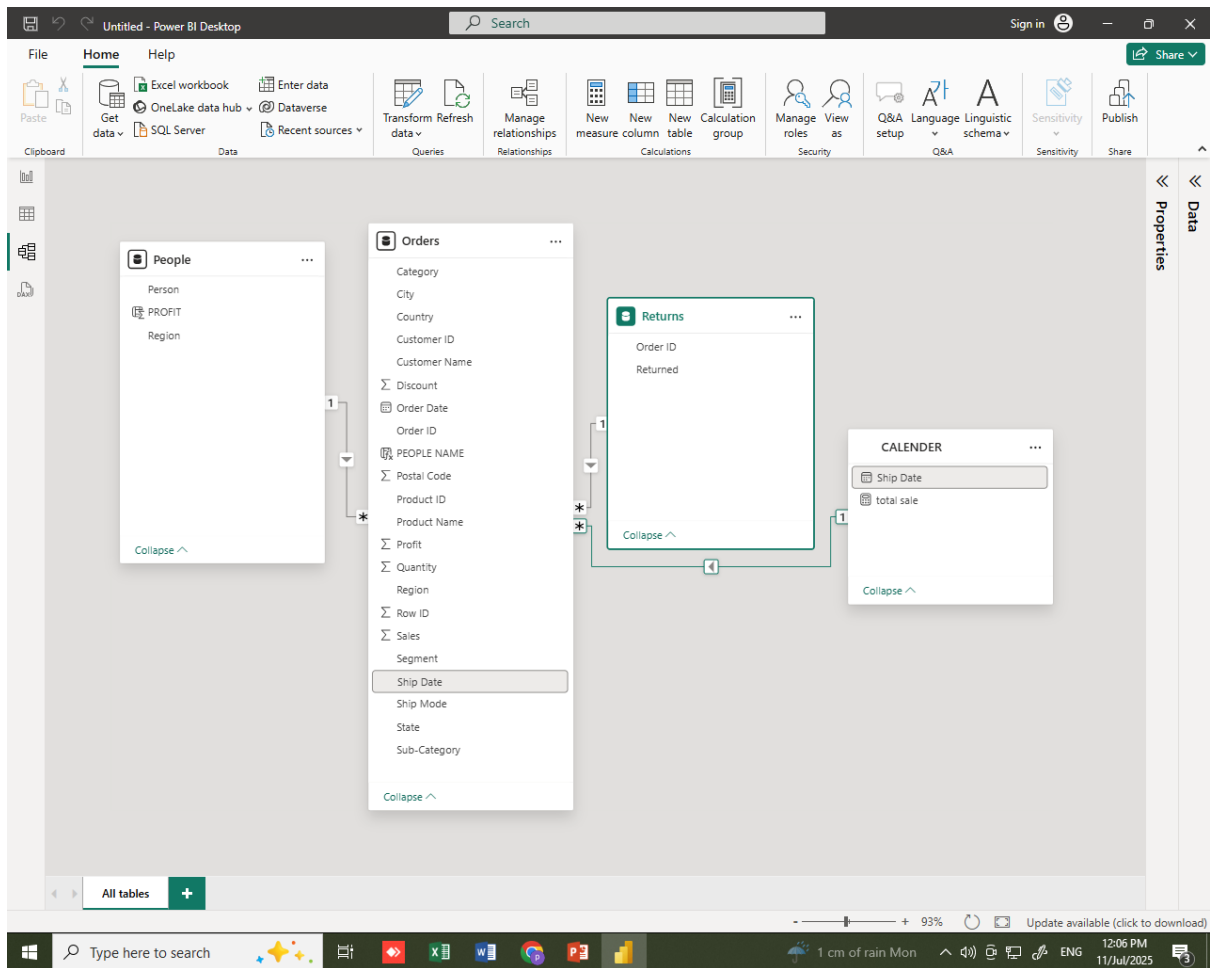 Untitled - Power BI Desktop
Search
Sign in
File Home Help
Share
Paste
Get data
Excel workbook
OneLake data hub
SQL Server
Enter data
Dataverse
Recent sources
Transform data
Refresh
Manage relationships
New measure
New column
New table
Calculation group
Manage roles
View as
Q&A setup
Language
Linguistic schema
Sensitivity
Publish
Clipboard
Data
Queries
Relationships
Calculations
Security
Q&A
Sensitivity
Share
Properties
Data
DAX
People
Person
PROFIT
Region
Collapse
1
*
Orders
Category
City
Country
Customer ID
Customer Name
Discount
Order Date
Order ID
PEOPLE NAME
Postal Code
Product ID
Product Name
Profit
Quantity
Region
Row ID
Sales
Segment
Ship Date
Ship Mode
State
Sub-Category
Collapse
1
*
*
Returns
Order ID
Returned
Collapse
1
CALENDER
Ship Date
total sale
Collapse
All tables
+
- + 93%
Update available (click to download)
Type here to search
1 cm of rain Mon
ENG
12:06 PM
11/Jul/2025
3